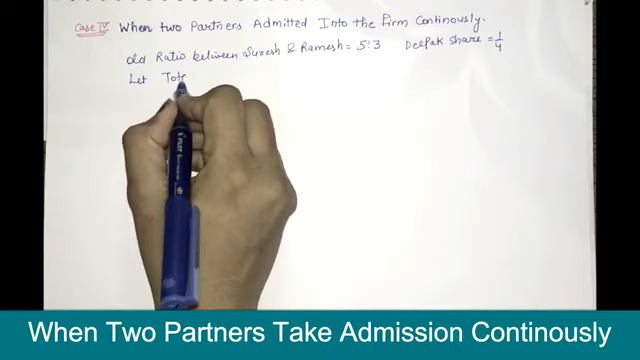 Case IV When two Partners Admitted Into the Firm Continously.
old Ratio between Suresh & Ramesh = 5:3 Deepak Share = 1/4
Let Tot
PILOT
When Two Partners Take Admission Continously